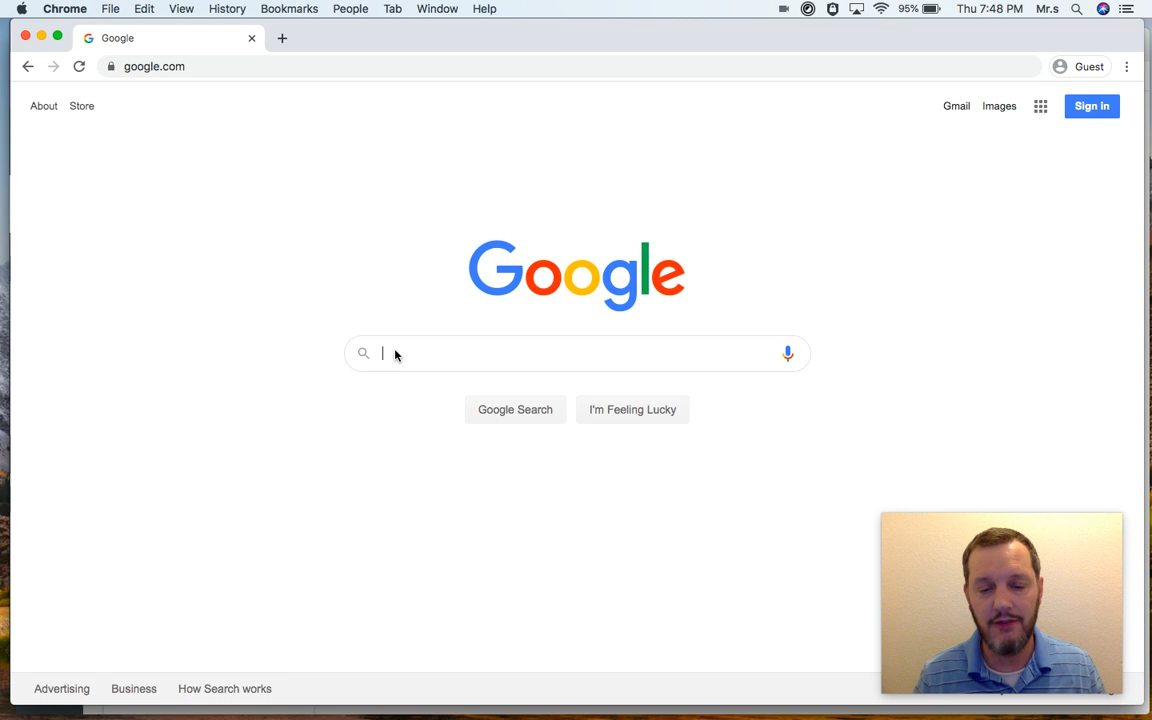 Chrome File Edit View History Bookmarks People Tab Window Help 95% Thu 7:48 PM Mr.s
Google
google.com Guest
About Store Gmail Images Sign in
Google
Google Search I'm Feeling Lucky
Advertising Business How Search works